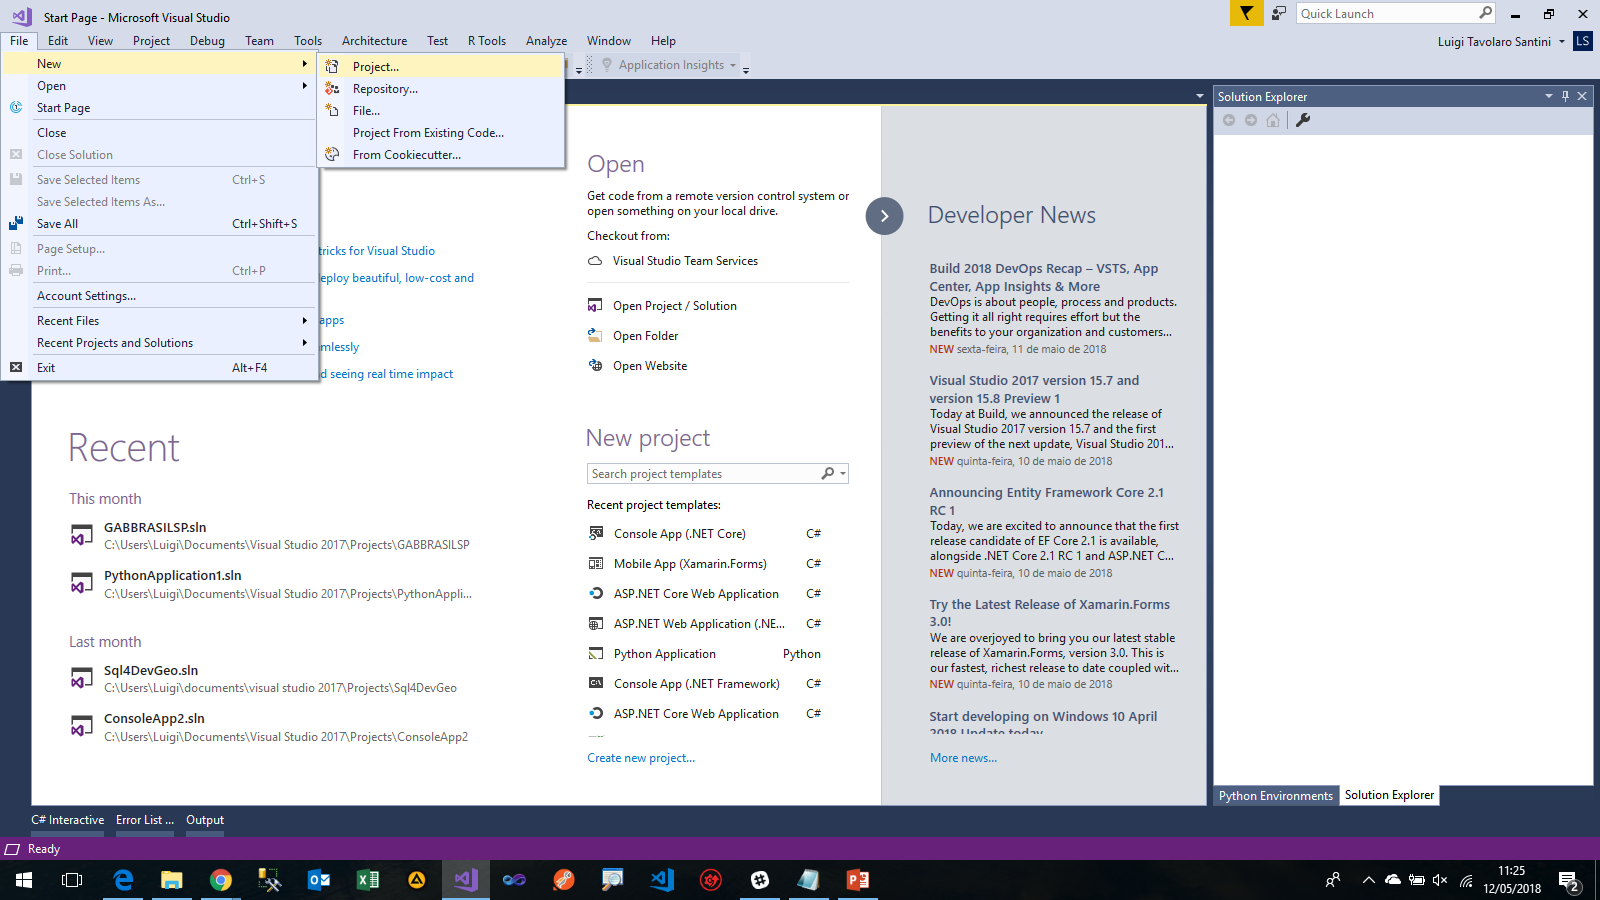 Start Page - Microsoft Visual Studio
Quick Launch
File Edit View Project Debug Team Tools Architecture Test R Tools Analyze Window Help
Luigi Tavolaro Santini LS
Application Insights
New
Open
Start Page
Close
Close Solution
Save Selected Items Ctrl+S
Save Selected Items As...
Save All Ctrl+Shift+S
Page Setup...
Print... Ctrl+P
Account Settings...
Recent Files
Recent Projects and Solutions
Exit Alt+F4
Project...
Repository...
File...
Project From Existing Code...
From Cookiecutter...
tricks for Visual Studio
eploy beautiful, low-cost and
apps
mlessly
d seeing real time impact
Recent
This month
GABBRASILSP.sln
C:\Users\Luigi\Documents\Visual Studio 2017\Projects\GABBRASILSP
PythonApplication1.sln
C:\Users\Luigi\Documents\Visual Studio 2017\Projects\PythonAppli...
Last month
Sql4DevGeo.sln
C:\Users\Luigi\documents\visual studio 2017\Projects\Sql4DevGeo
ConsoleApp2.sln
C:\Users\Luigi\Documents\Visual Studio 2017\Projects\ConsoleApp2
Open
Get code from a remote version control system or
open something on your local drive.
Checkout from:
Visual Studio Team Services
Open Project / Solution
Open Folder
Open Website
New project
Search project templates
Recent project templates:
Console App (.NET Core) C#
Mobile App (Xamarin.Forms) C#
ASP.NET Core Web Application C#
ASP.NET Web Application (.NE... C#
Python Application Python
Console App (.NET Framework) C#
ASP.NET Core Web Application C#
Create new project...
Developer News
Build 2018 DevOps Recap – VSTS, App
Center, App Insights & More
DevOps is about people, process and products.
Getting it all right requires effort but the
benefits to your organization and customers...
NEW sexta-feira, 11 de maio de 2018
Visual Studio 2017 version 15.7 and
version 15.8 Preview 1
Today at Build, we announced the release of
Visual Studio 2017 version 15.7 and the first
preview of the next update, Visual Studio 201...
NEW quinta-feira, 10 de maio de 2018
Announcing Entity Framework Core 2.1
RC 1
Today, we are excited to announce that the first
release candidate of EF Core 2.1 is available,
alongside .NET Core 2.1 RC 1 and ASP.NET C...
NEW quinta-feira, 10 de maio de 2018
Try the Latest Release of Xamarin.Forms
3.0!
We are overjoyed to bring you our latest stable
release of Xamarin.Forms, version 3.0. This is
our fastest, richest release to date coupled wit...
NEW quinta-feira, 10 de maio de 2018
Start developing on Windows 10 April
2018 Update today
More news...
Solution Explorer
Python Environments Solution Explorer
C# Interactive Error List ... Output
Ready
11:25
12/05/2018
2